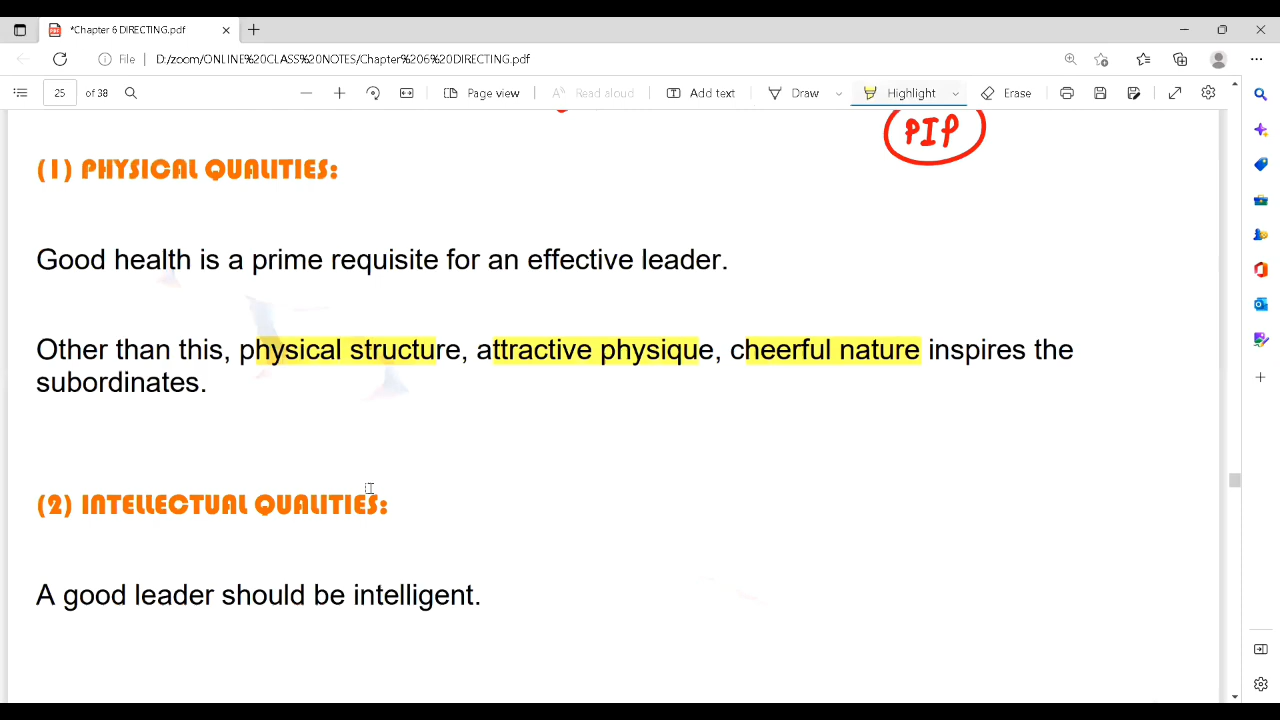 *Chapter 6 DIRECTING.pdf
File D:/zoom/ONLINE%20CLASS%20NOTES/Chapter%206%20DIRECTING.pdf
25 of 38 Page view Read aloud Add text Draw Highlight Erase
PIP
(1) PHYSICAL QUALITIES:
Good health is a prime requisite for an effective leader.
Other than this, physical structure, attractive physique, cheerful nature inspires the
subordinates.
(2) INTELLECTUAL QUALITIES:
A good leader should be intelligent.